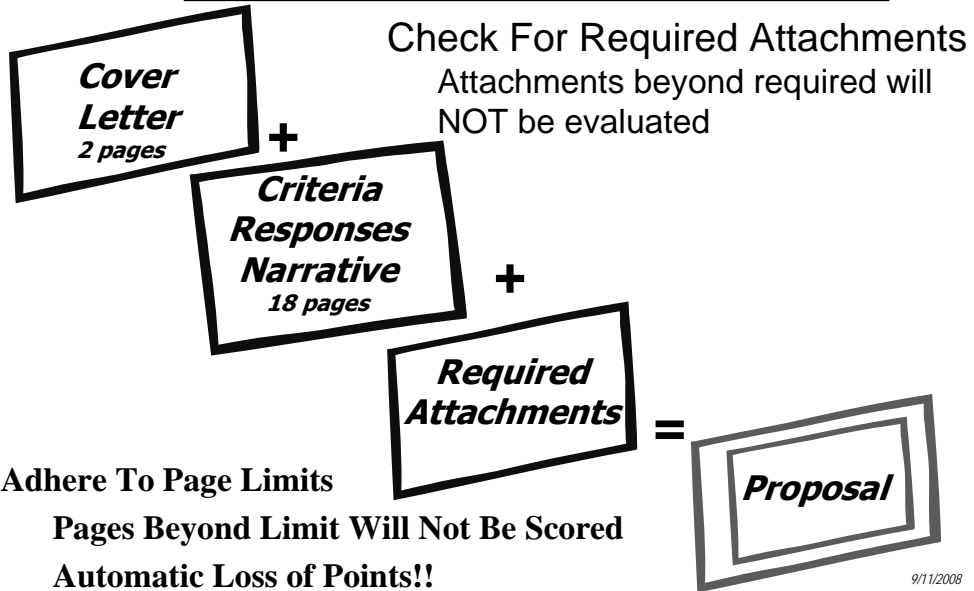 Check For Required Attachments
Attachments beyond required will
NOT be evaluated
Cover
Letter
2 pages
+
Criteria
Responses
Narrative
18 pages
+
Required
Attachments
=
Proposal
Adhere To Page Limits
Pages Beyond Limit Will Not Be Scored
Automatic Loss of Points!!
9/11/2008